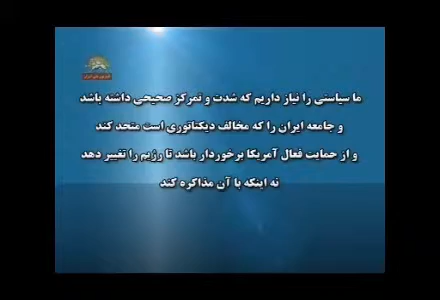 ما سیاستی را نیاز داریم که شدت و تمرکز صحیحی داشته باشد
و جامعه ایران را که مخالف دیکتاتوری است متحد کند
و از حمایت فعال آمریکا برخوردار باشد تا رژیم را تغییر دهد
نه اینکه با آن مذاکره کند